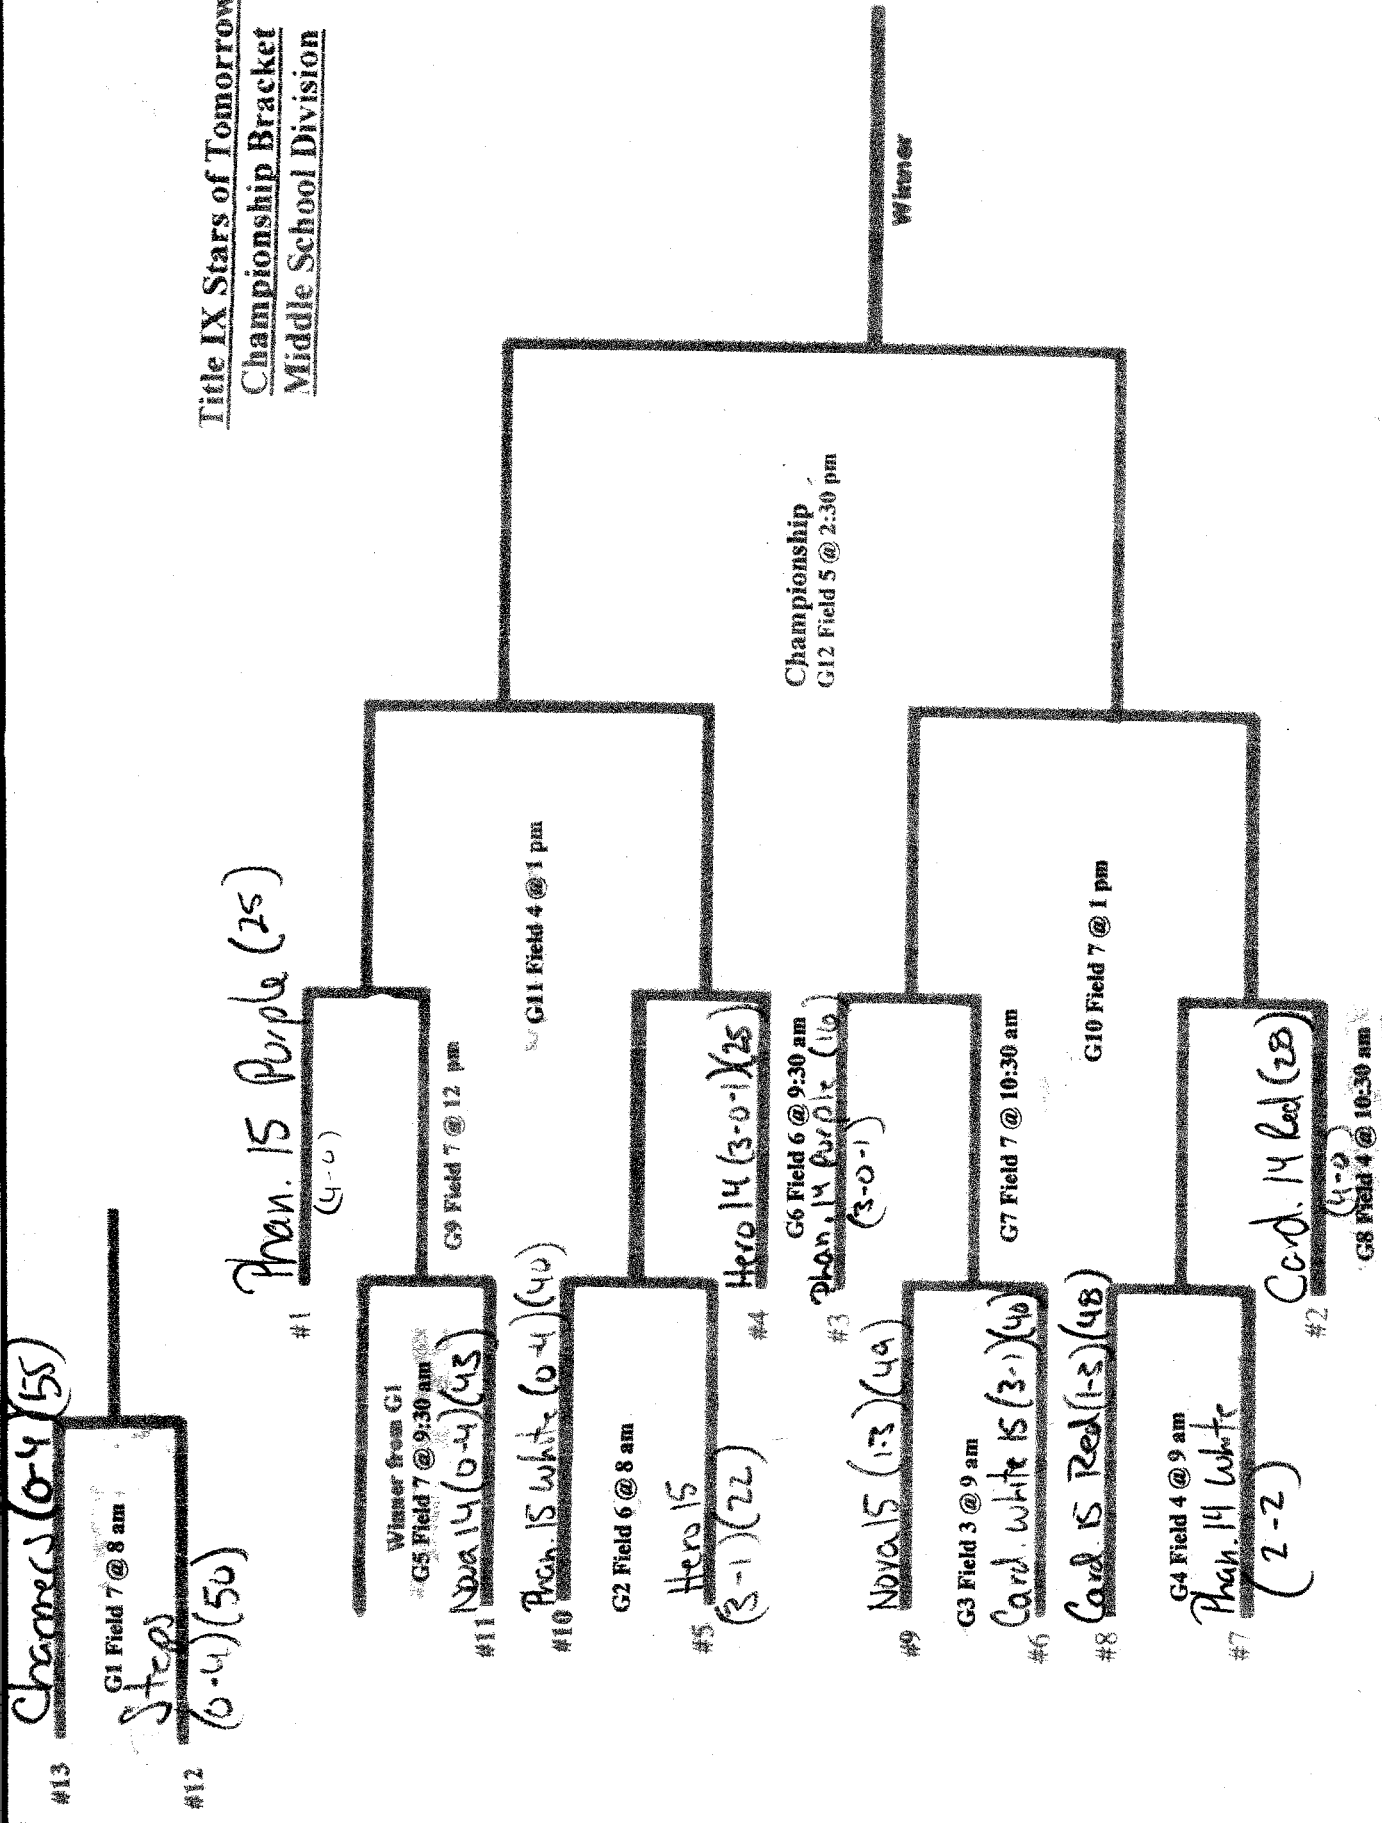 Title IX Stars of Tomorrow
Championship Bracket
Middle School Division
#13
Charmers (0-4)(55)
G1 Field 7 @ 8 am
Steps
#12
(0-4)(50)
Phan. 15 Purple (25)
#1
(4-0)
G9 Field 7 @ 12 pm
Winner from G1
G5 Field 7 @ 9:30 am
Nova 14 (0-4)(43)
#11
G11 Field 4 @ 1 pm
Phan. 15 White (0-4)(40)
#10
G2 Field 6 @ 8 am
Hero 15
#5
(3-1)(22)
Hero 14 (3-0-1)(25)
#4
G6 Field 6 @ 9:30 am
Championship
G12 Field 5 @ 2:30 pm
Winner
Phan. 14 Purple (16)
#3
(3-0-1)
Nova 15 (1-3)(49)
#9
G3 Field 3 @ 9 am
G7 Field 7 @ 10:30 am
Card. White 15 (3-1)(40)
#6
G10 Field 7 @ 1 pm
Card. 15 Red (1-3)(48)
#8
G4 Field 4 @ 9 am
Phan. 14 White
#7
(2-2)
Card. 14 Red (28)
#2
(4-0)
G8 Field 4 @ 10:30 am